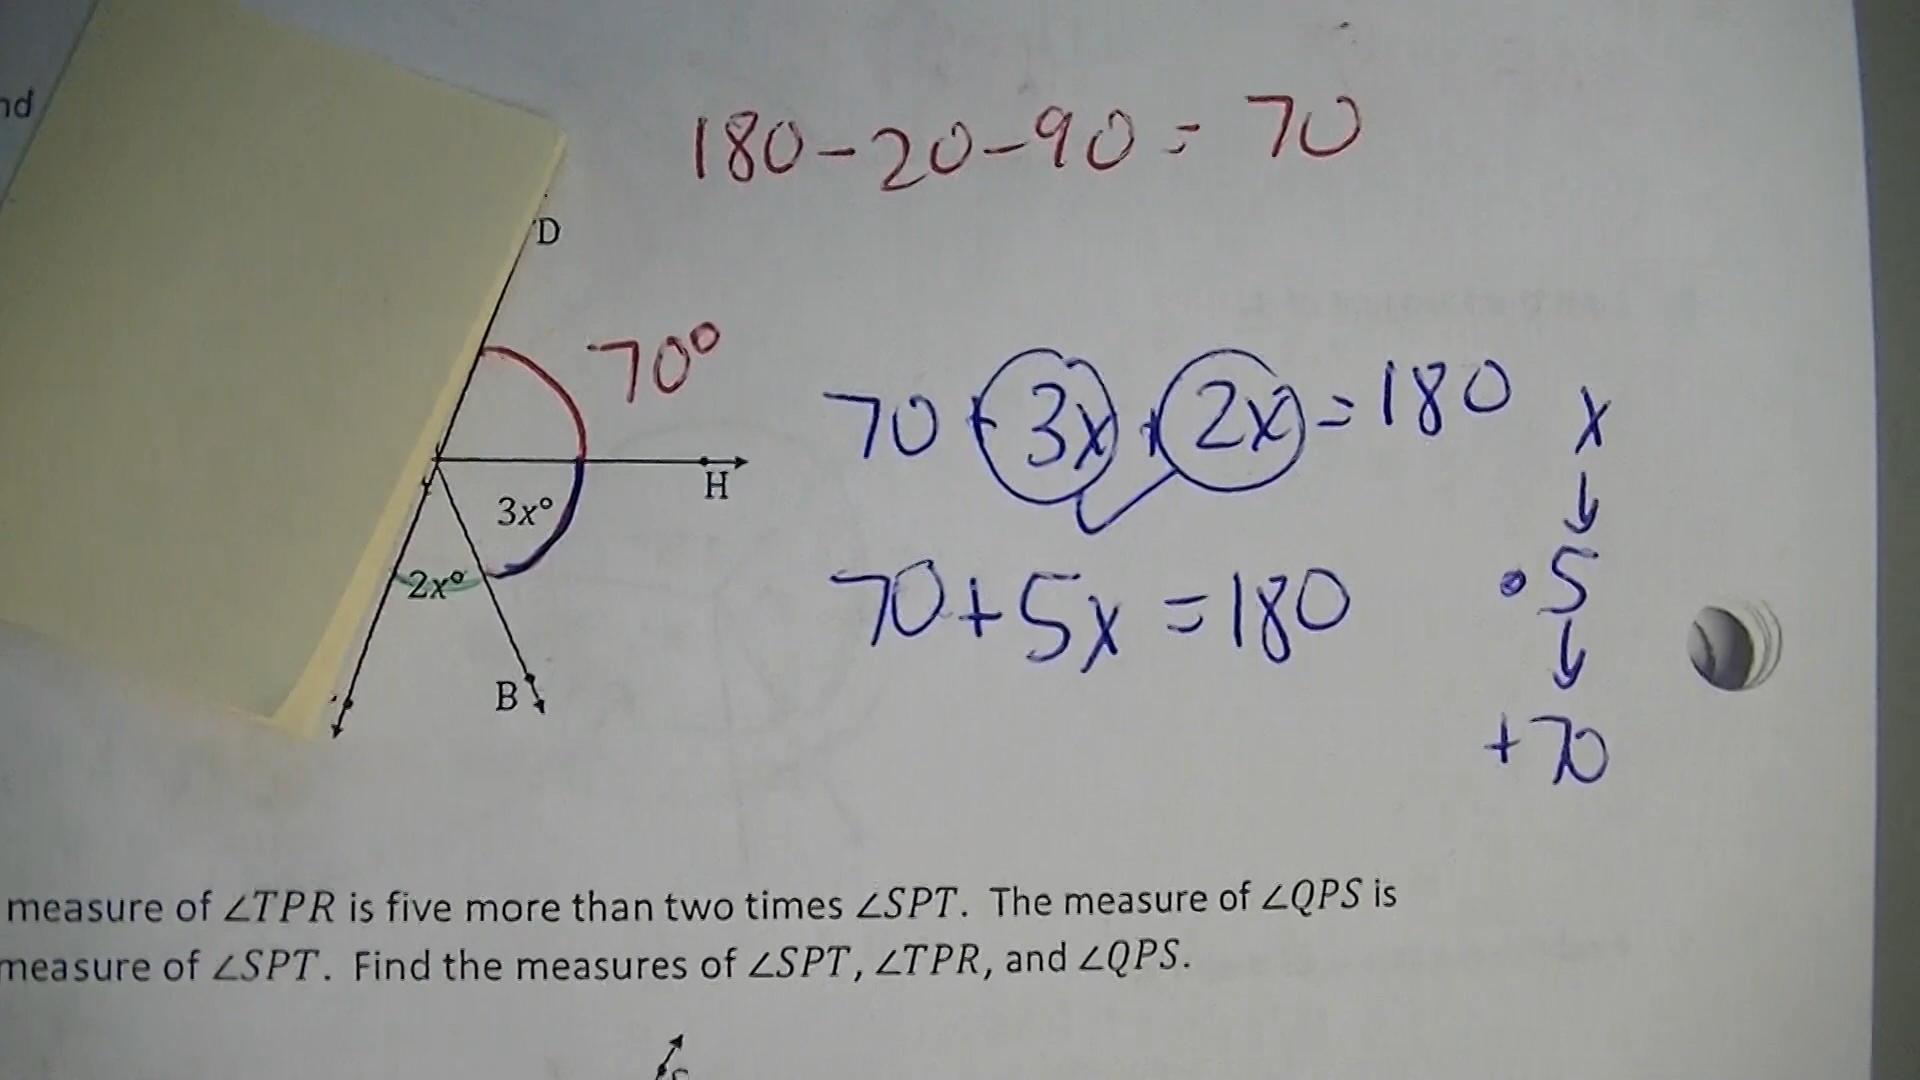 nd
180-20-90=70
D
70°
70+3x+2x=180
x
H
3x°
2x°
70+5x=180
•5
B
+70
measure of ∠TPR is five more than two times ∠SPT. The measure of ∠QPS is
measure of ∠SPT. Find the measures of ∠SPT, ∠TPR, and ∠QPS.